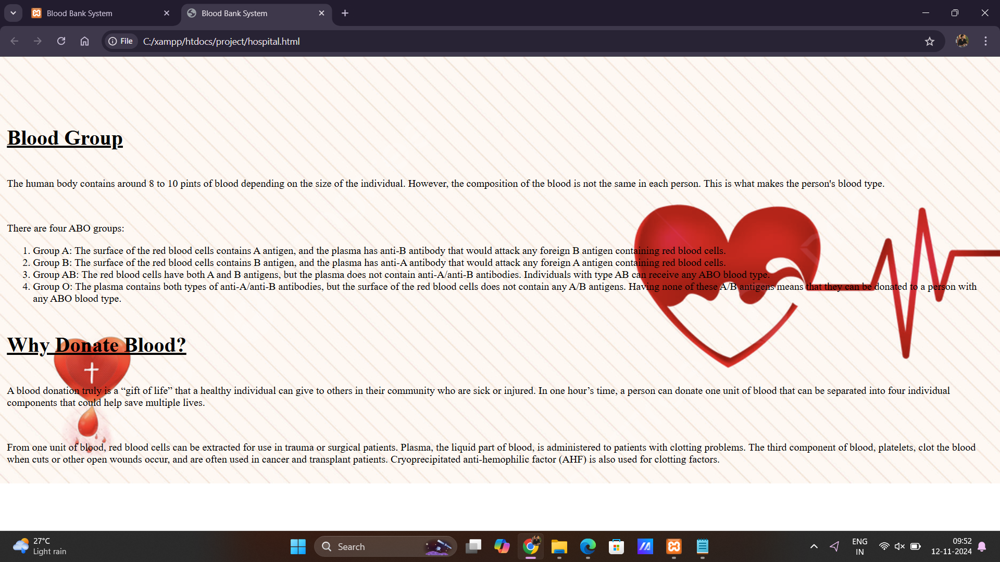 Blood Bank System
Blood Bank System
File
C:/xampp/htdocs/project/hospital.html
Blood Group
The human body contains around 8 to 10 pints of blood depending on the size of the individual. However, the composition of the blood is not the same in each person. This is what makes the person's blood type.
There are four ABO groups:
1. Group A: The surface of the red blood cells contains A antigen, and the plasma has anti-B antibody that would attack any foreign B antigen containing red blood cells.
2. Group B: The surface of the red blood cells contains B antigen, and the plasma has anti-A antibody that would attack any foreign A antigen containing red blood cells.
3. Group AB: The red blood cells have both A and B antigens, but the plasma does not contain anti-A/anti-B antibodies. Individuals with type AB can receive any ABO blood type.
4. Group O: The plasma contains both types of anti-A/anti-B antibodies, but the surface of the red blood cells does not contain any A/B antigens. Having none of these A/B antigens means that they can be donated to a person with
any ABO blood type.
Why Donate Blood?
A blood donation truly is a “gift of life” that a healthy individual can give to others in their community who are sick or injured. In one hour’s time, a person can donate one unit of blood that can be separated into four individual
components that could help save multiple lives.
From one unit of blood, red blood cells can be extracted for use in trauma or surgical patients. Plasma, the liquid part of blood, is administered to patients with clotting problems. The third component of blood, platelets, clot the blood
when cuts or other open wounds occur, and are often used in cancer and transplant patients. Cryoprecipitated anti-hemophilic factor (AHF) is also used for clotting factors.
27°C
Light rain
Search
ENG
IN
09:52
12-11-2024